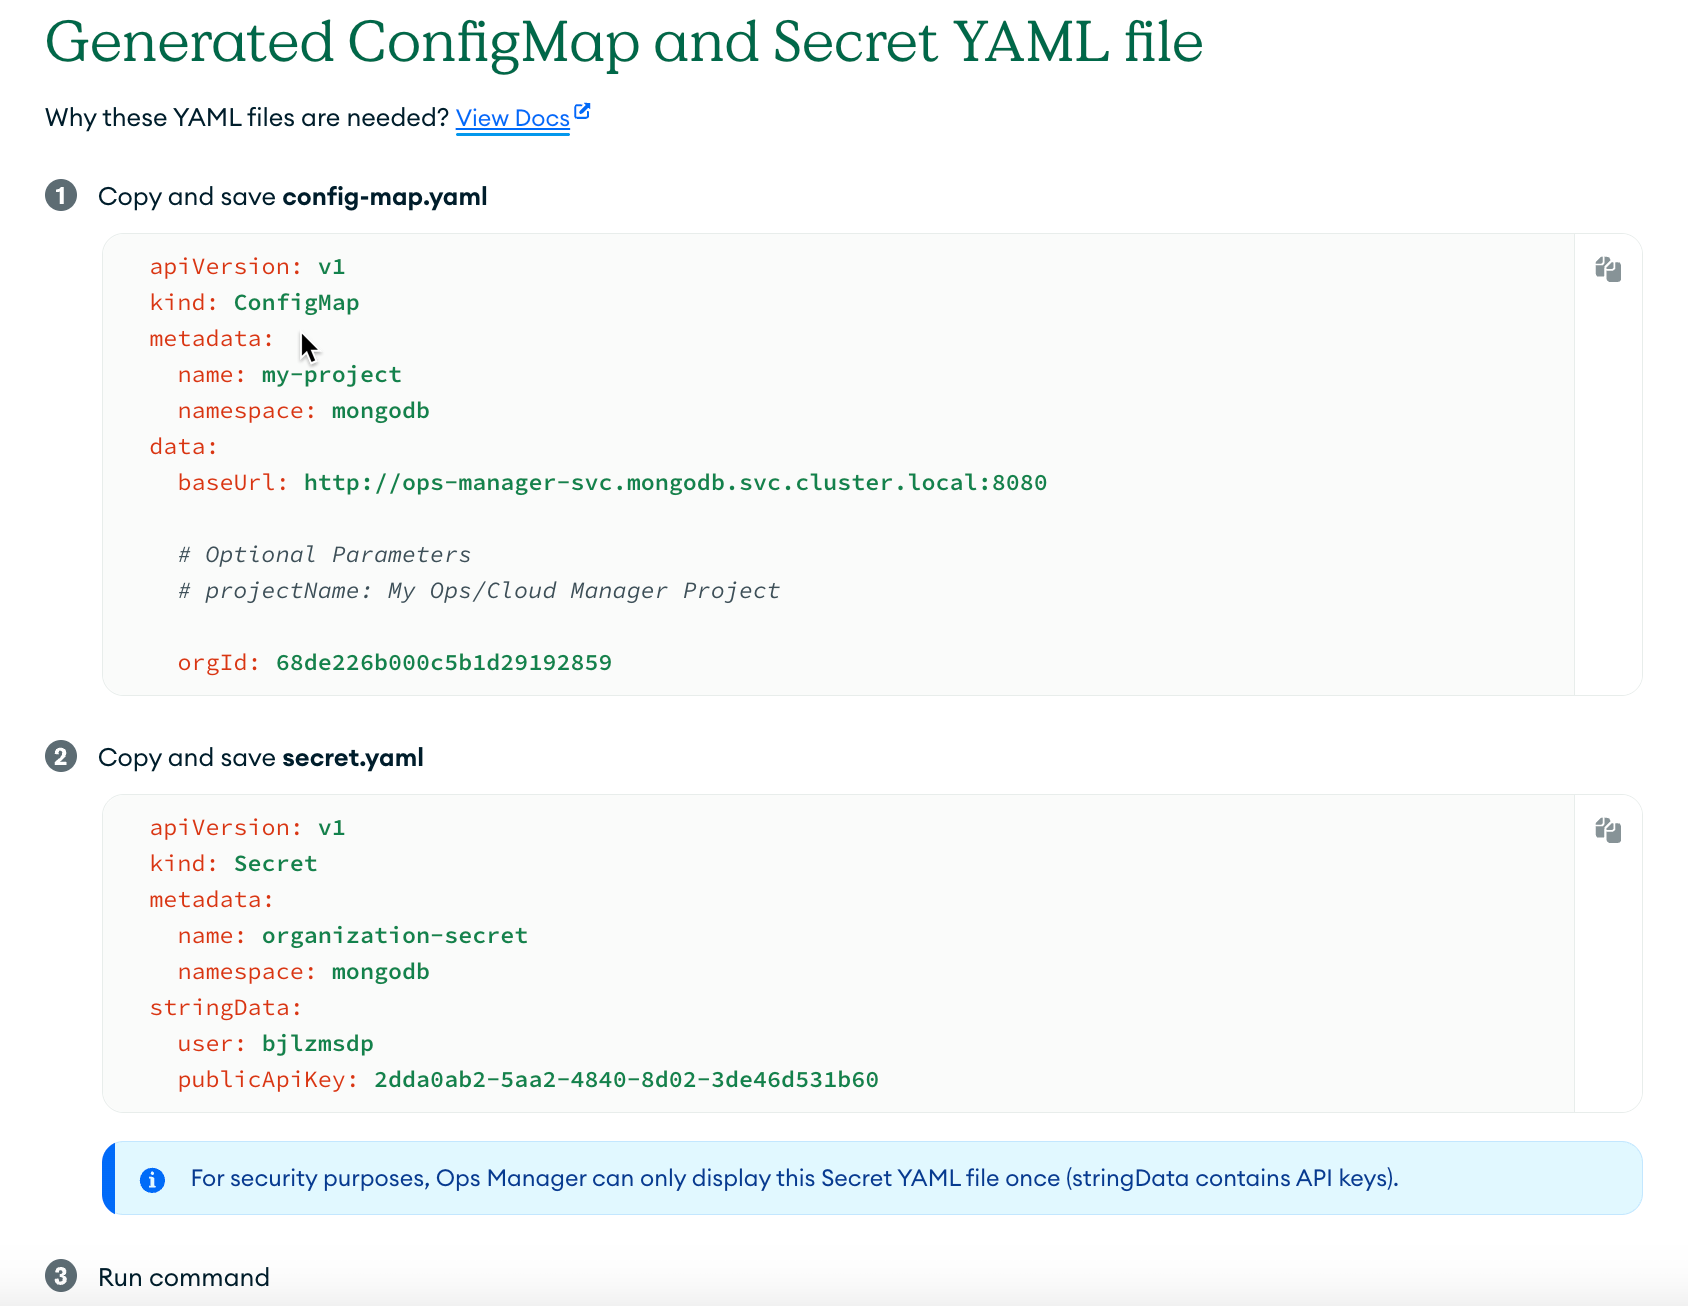 Generated ConfigMap and Secret YAML file
Why these YAML files are needed? View Docs
1 Copy and save config-map.yaml
apiVersion: v1
kind: ConfigMap
metadata:
  name: my-project
  namespace: mongodb
data:
  baseUrl: http://ops-manager-svc.mongodb.svc.cluster.local:8080
  # Optional Parameters
  # projectName: My Ops/Cloud Manager Project
  orgId: 68de226b000c5b1d29192859
2 Copy and save secret.yaml
apiVersion: v1
kind: Secret
metadata:
  name: organization-secret
  namespace: mongodb
stringData:
  user: bjlzmsdp
  publicApiKey: 2dda0ab2-5aa2-4840-8d02-3de46d531b60
For security purposes, Ops Manager can only display this Secret YAML file once (stringData contains API keys).
3 Run command